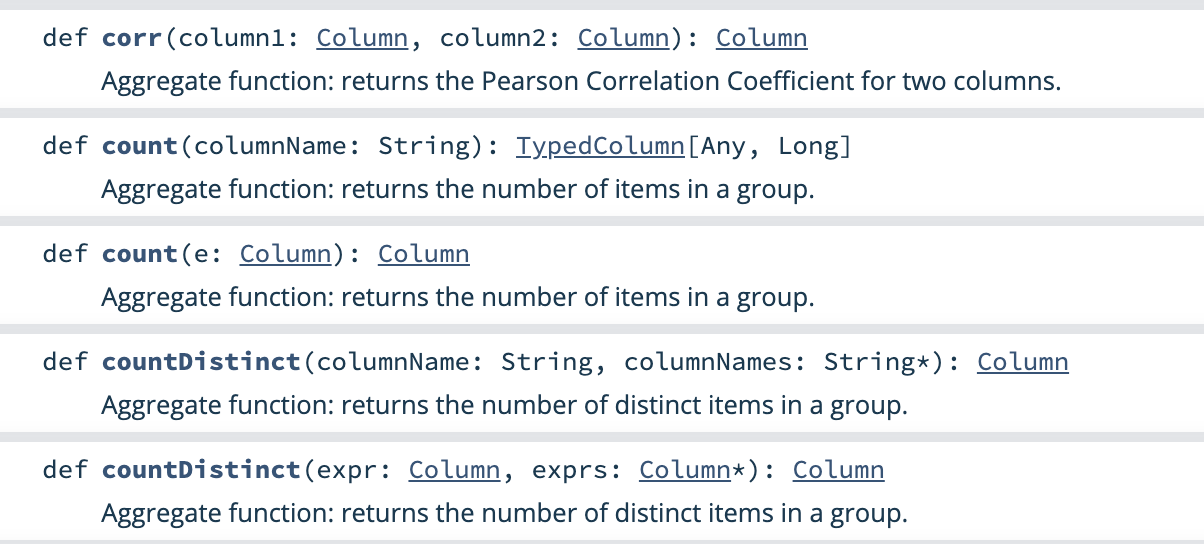 def corr(column1: Column, column2: Column): Column
Aggregate function: returns the Pearson Correlation Coefficient for two columns.
def count(columnName: String): TypedColumn[Any, Long]
Aggregate function: returns the number of items in a group.
def count(e: Column): Column
Aggregate function: returns the number of items in a group.
def countDistinct(columnName: String, columnNames: String*): Column
Aggregate function: returns the number of distinct items in a group.
def countDistinct(expr: Column, exprs: Column*): Column
Aggregate function: returns the number of distinct items in a group.